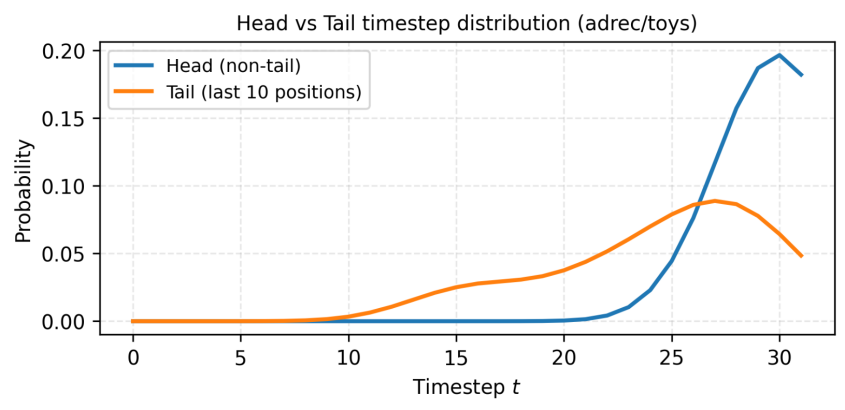 Head vs Tail timestep distribution (adrec/toys)
Head (non-tail)
Tail (last 10 positions)
Probability
0.20
0.15
0.10
0.05
0.00
0 5 10 15 20 25 30
Timestep t